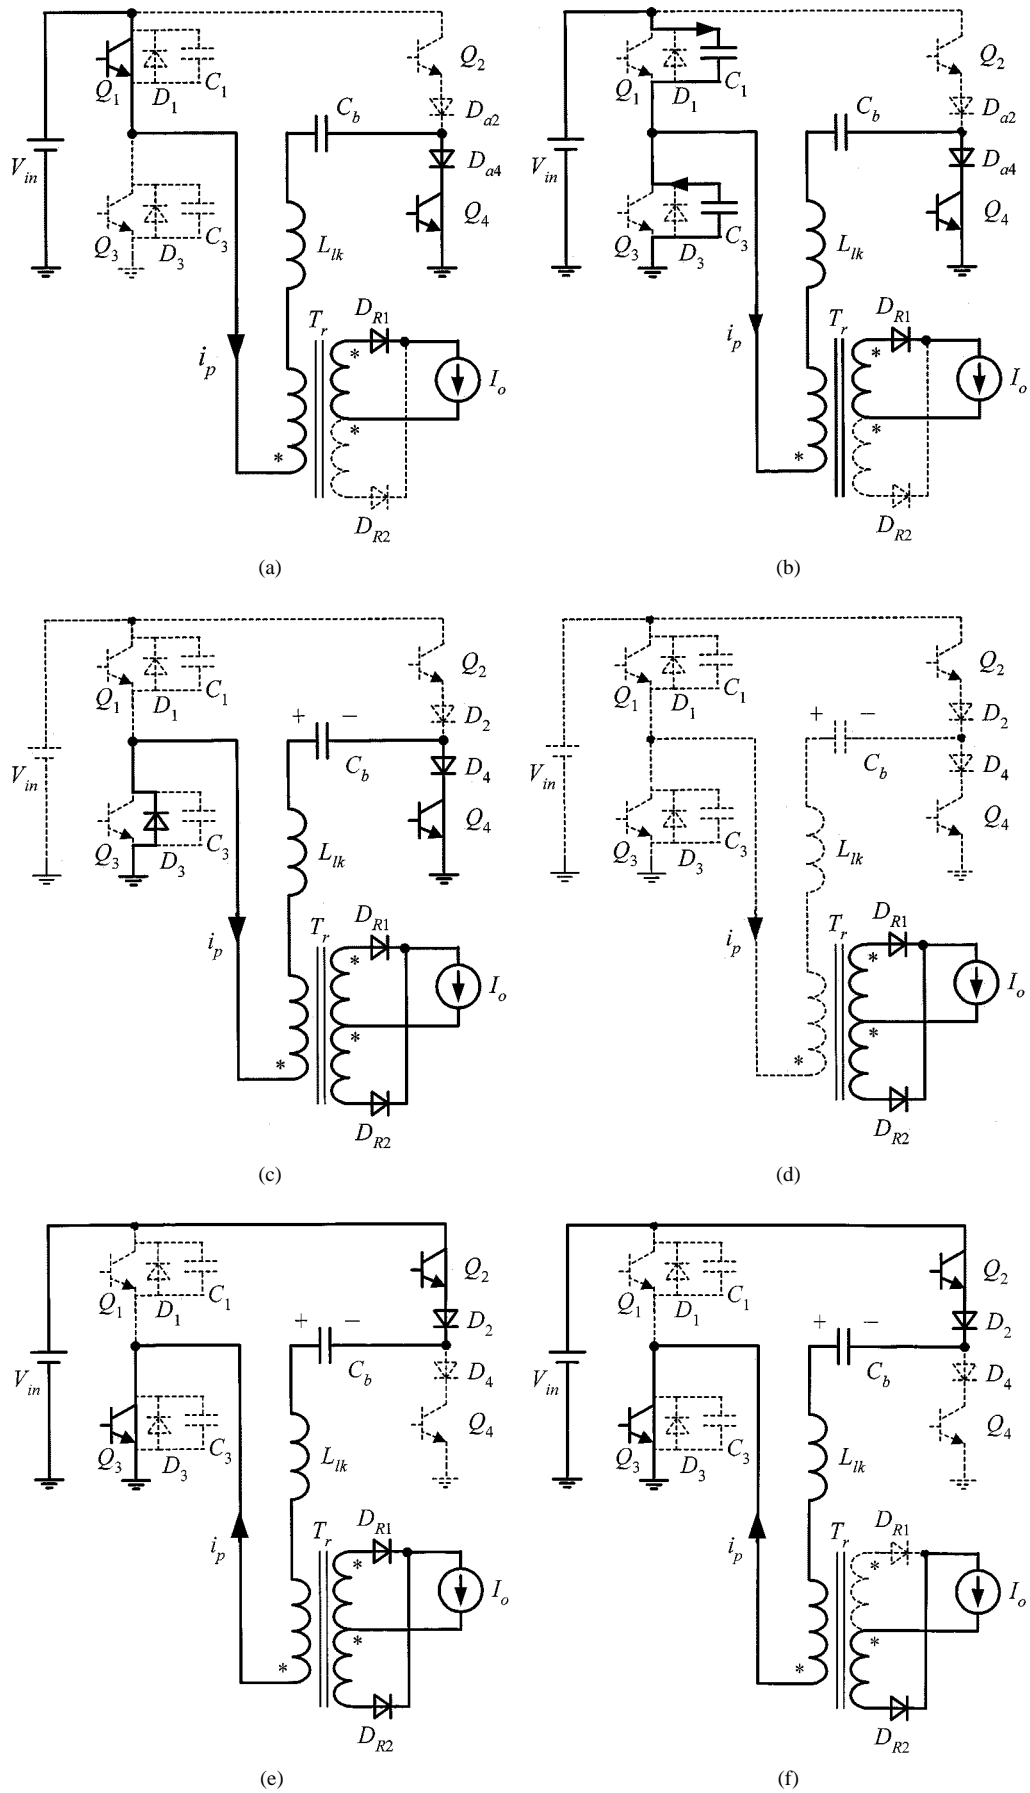 Q1 D1 C1 Q2
Vin Cb Da2
Da4
Q3 D3 C3 Q4
Llk
ip Tr DR1
* * Io
*
DR2
(a)
Q1 D1 C1 Q2
Vin Cb Da2
Da4
Q3 D3 C3 Q4
Llk
ip Tr DR1
* * Io
*
DR2
(b)
Q1 D1 C1 Q2
+ − D2
Vin Cb D4
Q3 D3 C3 Q4
Llk
ip Tr DR1
* * Io
*
DR2
(c)
Q1 D1 C1 Q2
+ − D2
Vin Cb D4
Q3 D3 C3 Q4
Llk
ip Tr DR1
* * Io
*
DR2
(d)
Q1 D1 C1 Q2
+ − D2
Vin Cb D4
Q3 D3 C3 Q4
Llk
ip Tr DR1
* * Io
*
DR2
(e)
Q1 D1 C1 Q2
+ − D2
Vin Cb D4
Q3 D3 C3 Q4
Llk
ip Tr DR1
* * Io
*
DR2
(f)